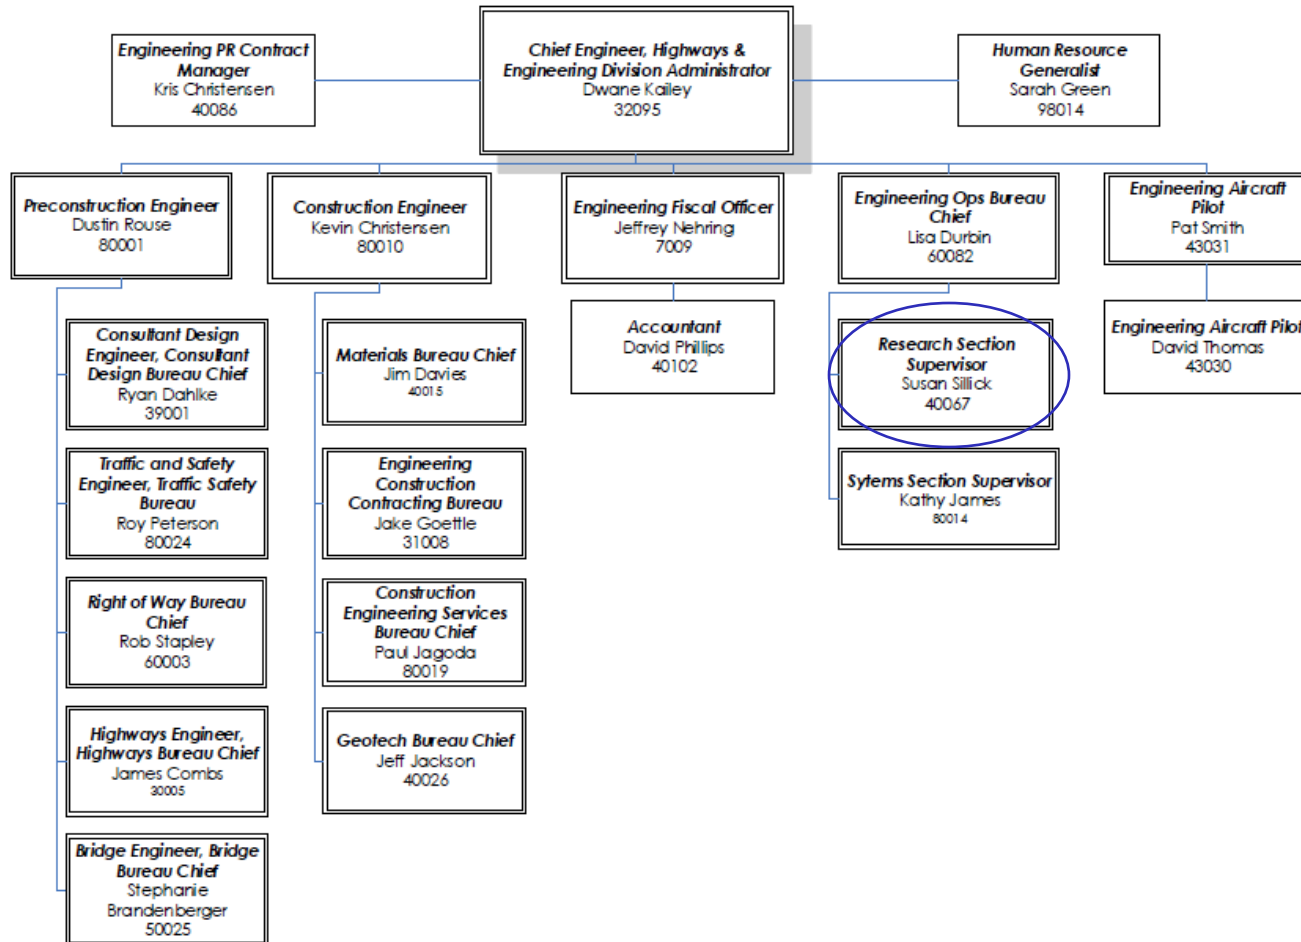 Engineering PR Contract
Manager
Kris Christensen
40086
Chief Engineer, Highways &
Engineering Division Administrator
Dwane Kailey
32095
Human Resource
Generalist
Sarah Green
98014
Preconstruction Engineer
Dustin Rouse
80001
Construction Engineer
Kevin Christensen
80010
Engineering Fiscal Officer
Jeffrey Nehring
7009
Engineering Ops Bureau
Chief
Lisa Durbin
60082
Engineering Aircraft
Pilot
Pat Smith
43031
Consultant Design
Engineer, Consultant
Design Bureau Chief
Ryan Dahlke
39001
Materials Bureau Chief
Jim Davies
40015
Accountant
David Phillips
40102
Research Section
Supervisor
Susan Sillick
40067
Engineering Aircraft Pilot
David Thomas
43030
Traffic and Safety
Engineer, Traffic Safety
Bureau
Roy Peterson
80024
Engineering
Construction
Contracting Bureau
Jake Goettle
31008
Sytems Section Supervisor
Kathy James
80014
Right of Way Bureau
Chief
Rob Stapley
60003
Construction
Engineering Services
Bureau Chief
Paul Jagoda
80019
Highways Engineer,
Highways Bureau Chief
James Combs
30005
Geotech Bureau Chief
Jeff Jackson
40026
Bridge Engineer, Bridge
Bureau Chief
Stephanie
Brandenberger
50025